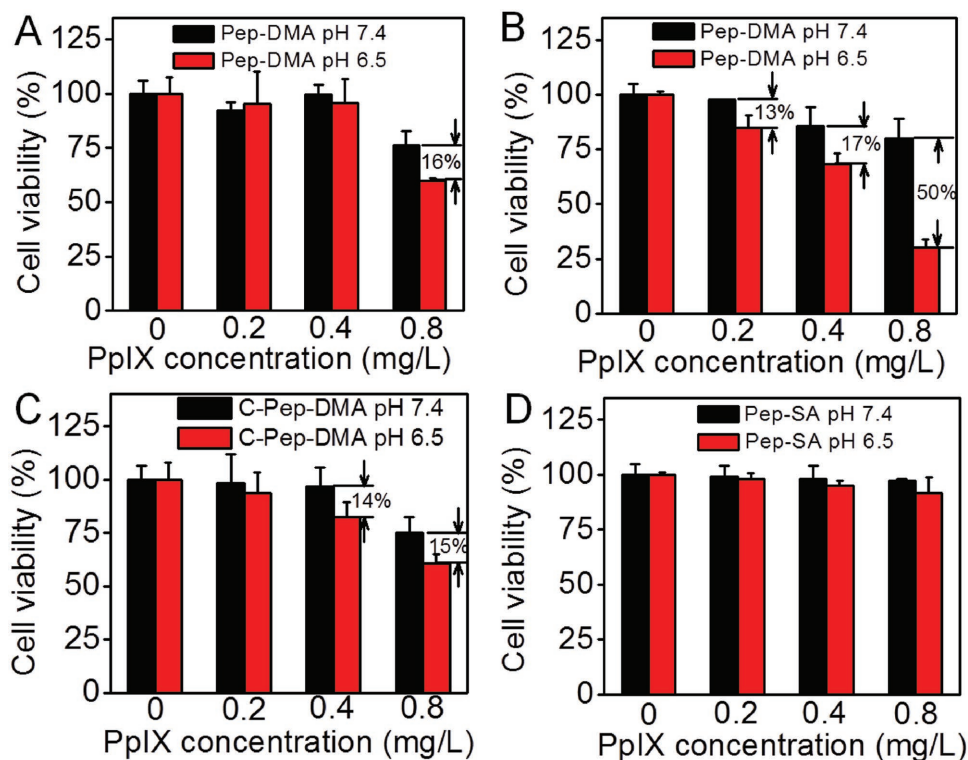 A
Cell viability (%)
125
100
75
50
25
0
Pep-DMA pH 7.4
Pep-DMA pH 6.5
16%
0 0.2 0.4 0.8
PpIX concentration (mg/L)
B
Cell viability (%)
125
100
75
50
25
0
Pep-DMA pH 7.4
Pep-DMA pH 6.5
13%
17%
50%
0 0.2 0.4 0.8
PpIX concentration (mg/L)
C
Cell viability (%)
125
100
75
50
25
0
C-Pep-DMA pH 7.4
C-Pep-DMA pH 6.5
14%
15%
0 0.2 0.4 0.8
PpIX concentration (mg/L)
D
Cell viability (%)
125
100
75
50
25
0
Pep-SA pH 7.4
Pep-SA pH 6.5
0 0.2 0.4 0.8
PpIX concentration (mg/L)